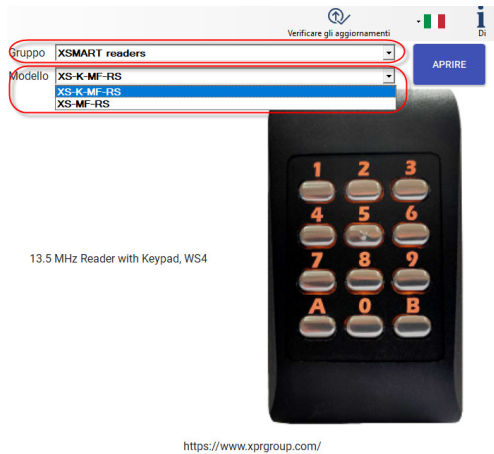 Verificare gli aggiornamenti
Di
Gruppo XSMART readers
Modello XS-K-MF-RS
APRIRE
XS-K-MF-RS
XS-MF-RS
1 2 3
4 5 6
7 8 9
A 0 B
13.5 MHz Reader with Keypad, WS4
https://www.xprgroup.com/